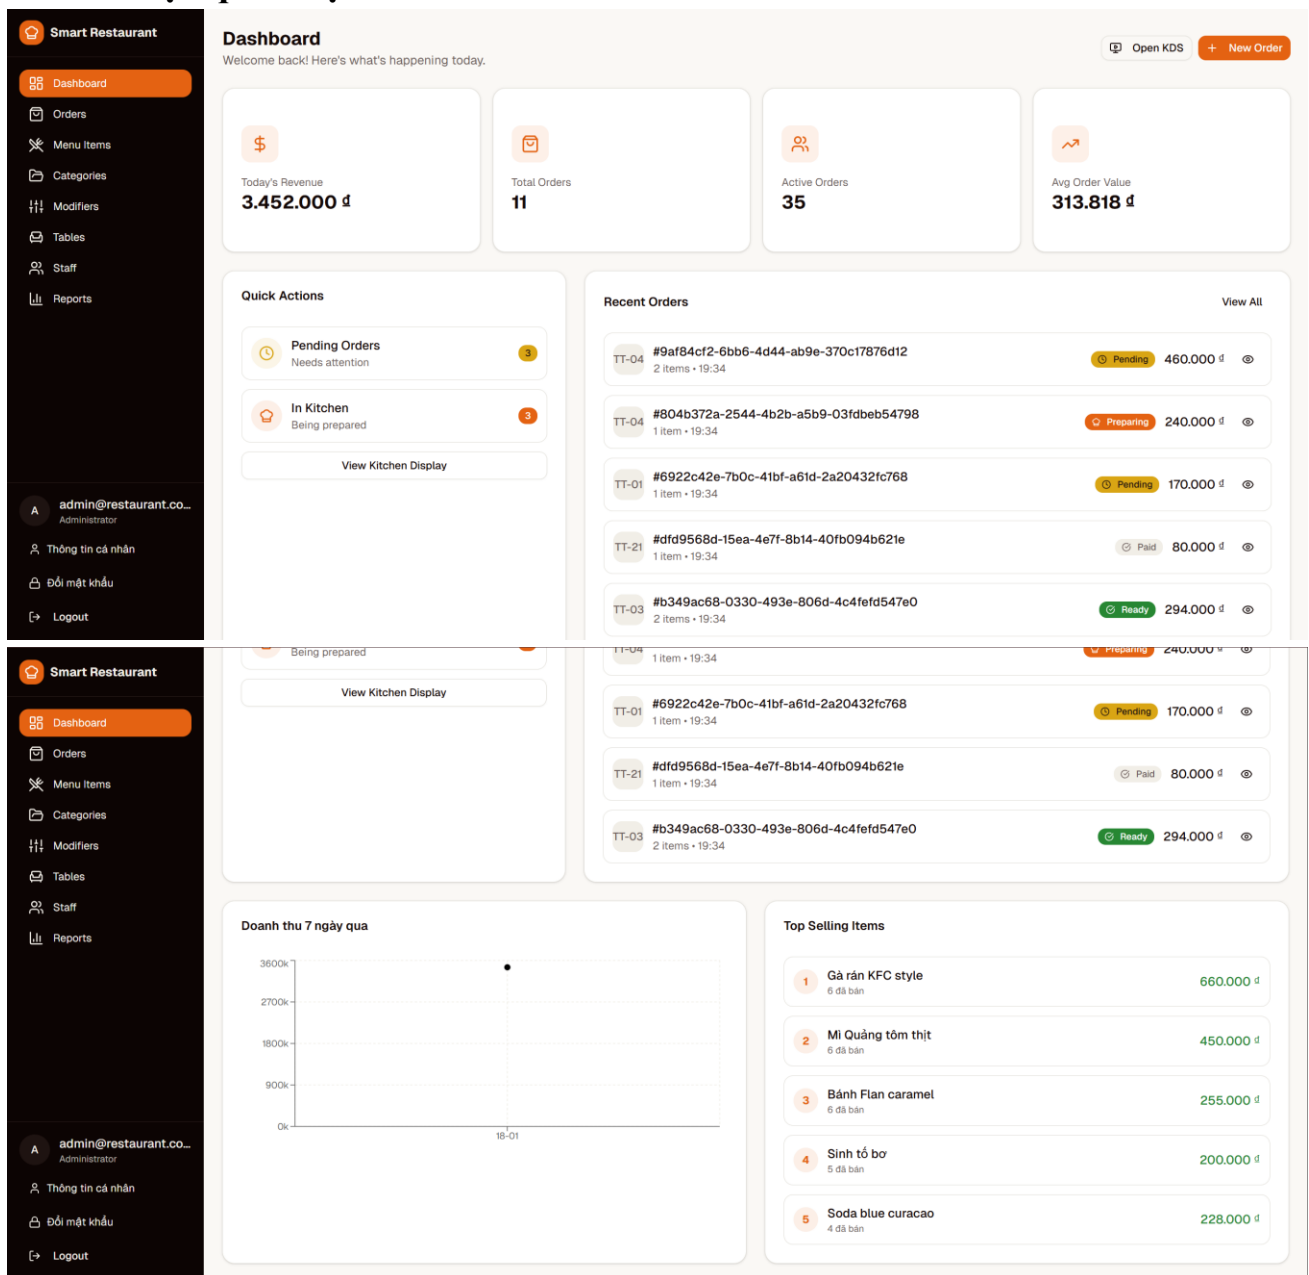 Smart Restaurant
Dashboard
Orders
Menu Items
Categories
Modifiers
Tables
Staff
Reports
A
admin@restaurant.co...
Administrator
Thông tin cá nhân
Đổi mật khẩu
Logout
Dashboard
Welcome back! Here's what's happening today.
Open KDS
+ New Order
Today's Revenue
3.452.000 ₫
Total Orders
11
Active Orders
35
Avg Order Value
313.818 ₫
Quick Actions
Pending Orders
Needs attention
3
In Kitchen
Being prepared
3
View Kitchen Display
Recent Orders
View All
TT-04
#9af84cf2-6bb6-4d44-ab9e-370c17876d12
2 items • 19:34
Pending
460.000 ₫
TT-04
#804b372a-2544-4b2b-a5b9-03fdbeb54798
1 item • 19:34
Preparing
240.000 ₫
TT-01
#6922c42e-7b0c-41bf-a61d-2a20432fc768
1 item • 19:34
Pending
170.000 ₫
TT-21
#dfd9568d-15ea-4e7f-8b14-40fb094b621e
1 item • 19:34
Paid
80.000 ₫
TT-03
#b349ac68-0330-493e-806d-4c4fefd547e0
2 items • 19:34
Ready
294.000 ₫
Smart Restaurant
Dashboard
Orders
Menu Items
Categories
Modifiers
Tables
Staff
Reports
A
admin@restaurant.co...
Administrator
Thông tin cá nhân
Đổi mật khẩu
Logout
Being prepared
View Kitchen Display
TT-04
1 item • 19:34
Preparing
240.000 ₫
TT-01
#6922c42e-7b0c-41bf-a61d-2a20432fc768
1 item • 19:34
Pending
170.000 ₫
TT-21
#dfd9568d-15ea-4e7f-8b14-40fb094b621e
1 item • 19:34
Paid
80.000 ₫
TT-03
#b349ac68-0330-493e-806d-4c4fefd547e0
2 items • 19:34
Ready
294.000 ₫
Doanh thu 7 ngày qua
3600k
2700k
1800k
900k
0k
18-01
Top Selling Items
1
Gà rán KFC style
6 đã bán
660.000 ₫
2
Mì Quảng tôm thịt
6 đã bán
450.000 ₫
3
Bánh Flan caramel
6 đã bán
255.000 ₫
4
Sinh tố bơ
5 đã bán
200.000 ₫
5
Soda blue curacao
4 đã bán
228.000 ₫